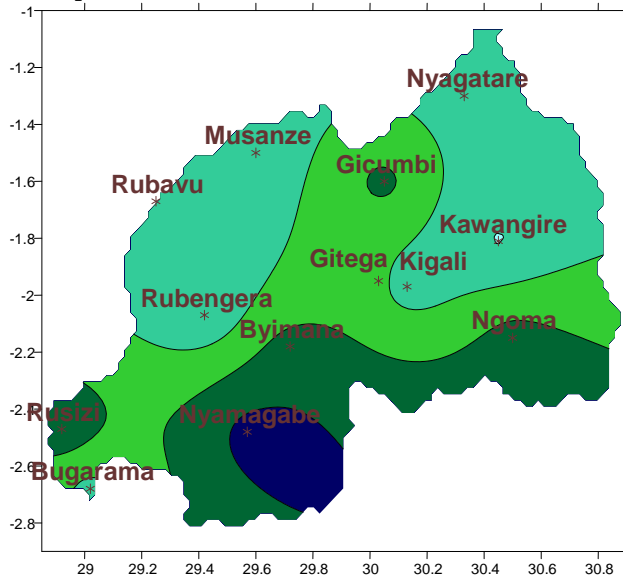 -1
-1.2
-1.4
-1.6
-1.8
-2
-2.2
-2.4
-2.6
-2.8
Nyagatare
Musanze
Gicumbi
Rubavu
Kawangire
Gitega Kigali
Rubengera
Ngoma
Byimana
Rusizi
Nyamagabe
Bugarama
29 29.2 29.4 29.6 29.8 30 30.2 30.4 30.6 30.8